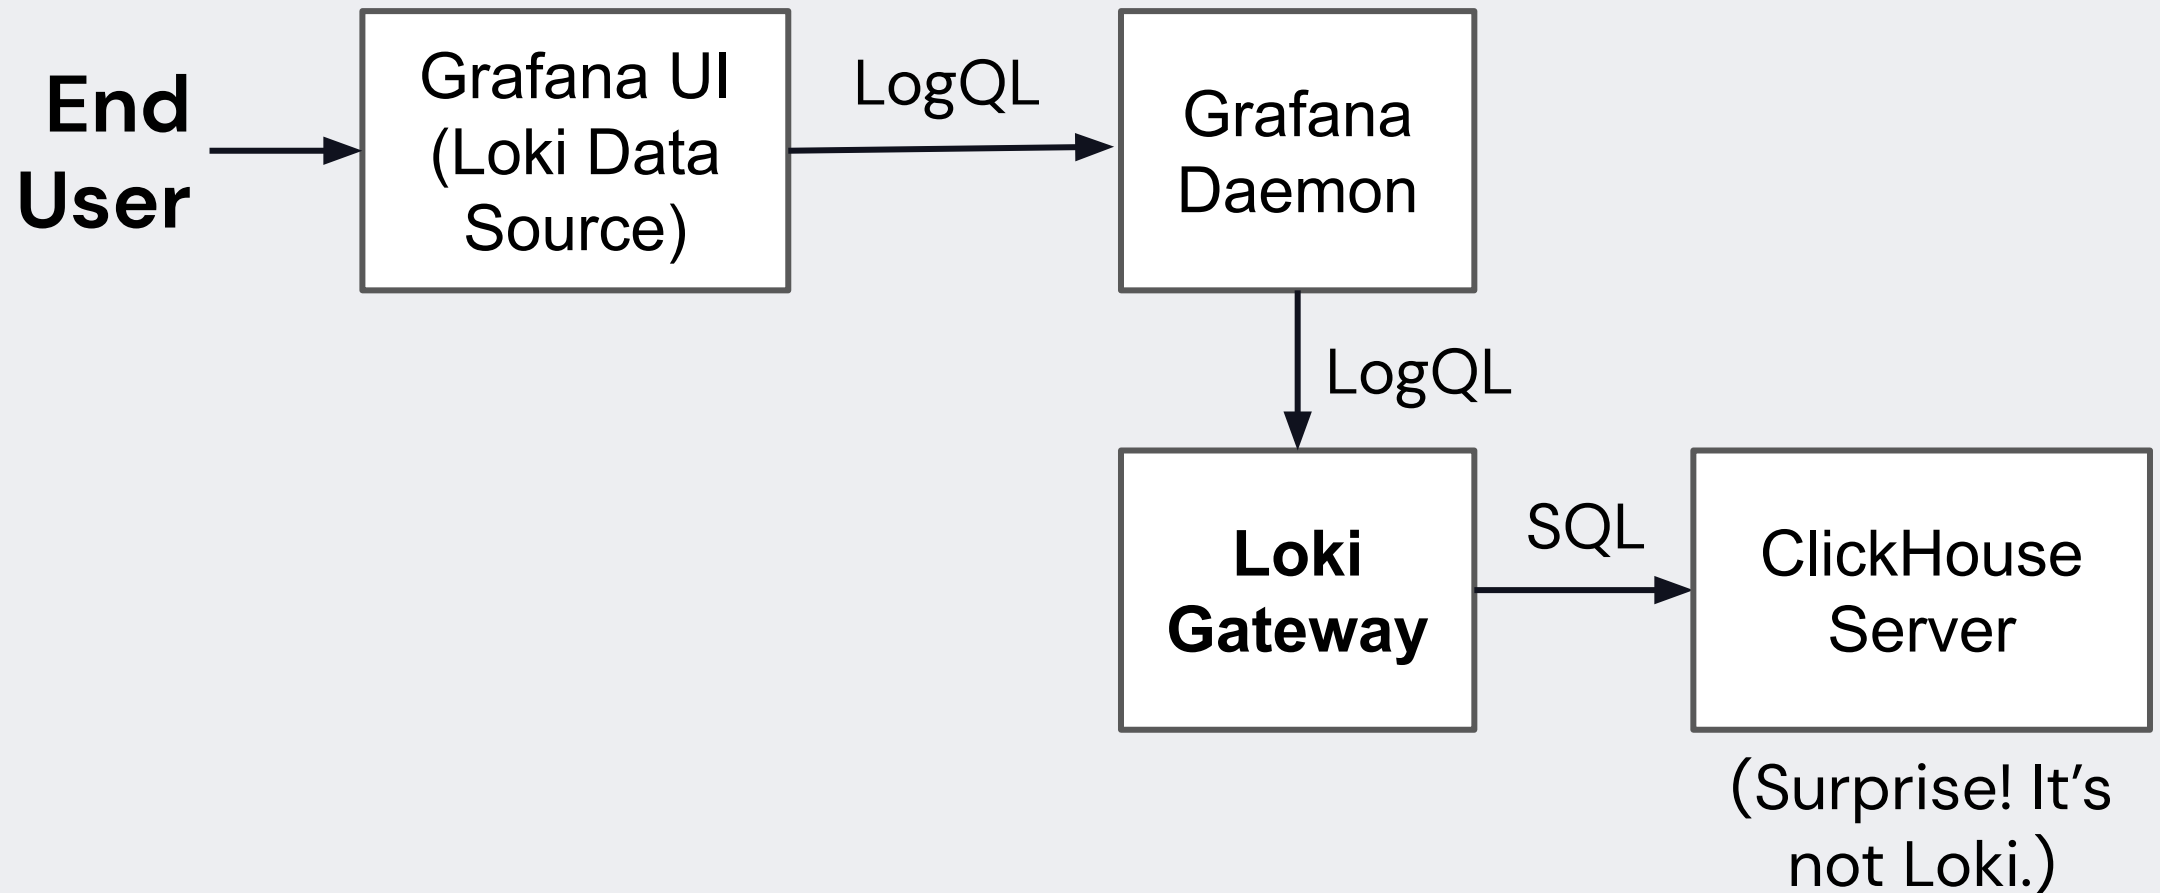 End
User
Grafana UI
(Loki Data
Source)
LogQL
Grafana
Daemon
LogQL
Loki
Gateway
SQL
ClickHouse
Server
(Surprise! It’s
not Loki.)